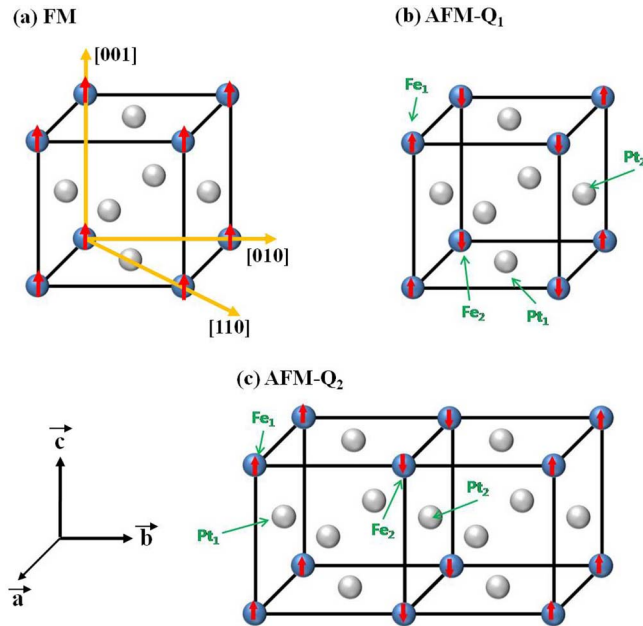 (a) FM
[001]
[010]
[110]
(b) AFM-Q₁
Fe₁
Pt₂
Fe₂
Pt₁
(c) AFM-Q₂
Fe₁
Pt₂
Pt₁
Fe₂
c
b
a